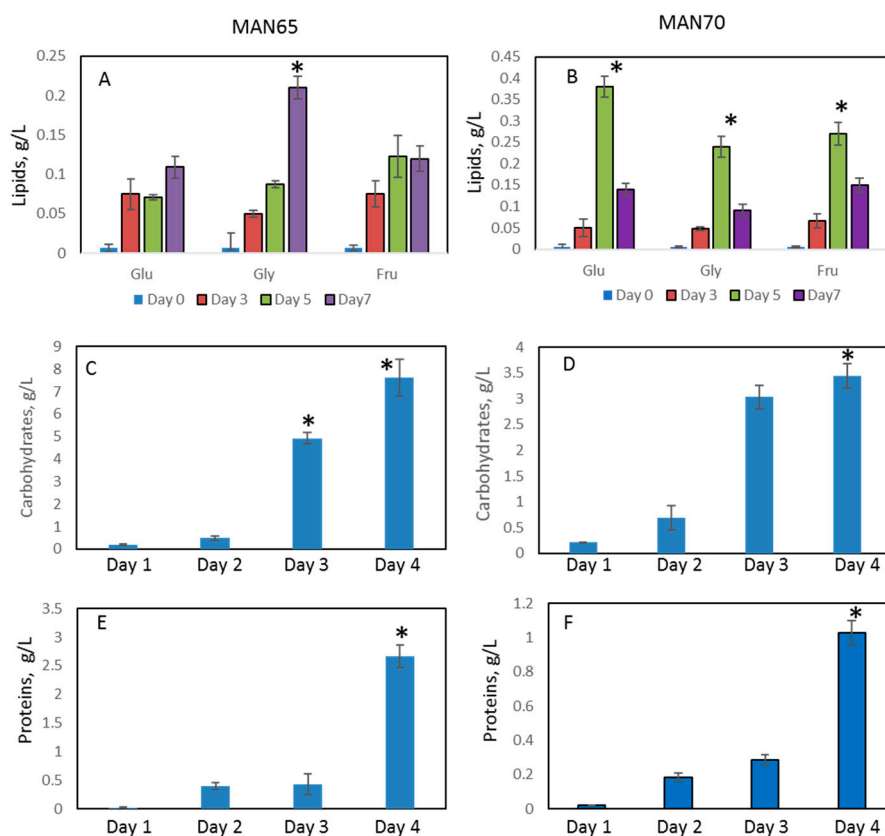 MAN65
MAN70
A
*
Lipids, g/L
0.25
0.2
0.15
0.1
0.05
0
Glu Gly Fru
Day 0 Day 3 Day 5 Day7
B
* * *
Lipids, g/L
0.45
0.4
0.35
0.3
0.25
0.2
0.15
0.1
0.05
0
Glu Gly Fru
Day 0 Day 3 Day 5 Day7
C
* *
Carbohydrates, g/L
9
8
7
6
5
4
3
2
1
0
Day 1 Day 2 Day 3 Day 4
D
*
Carbohydrates, g/L
4
3.5
3
2.5
2
1.5
1
0.5
0
Day 1 Day 2 Day 3 Day 4
E
*
Proteins, g/L
3.5
3
2.5
2
1.5
1
0.5
0
Day 1 Day 2 Day 3 Day 4
F
*
Proteins, g/L
1.2
1
0.8
0.6
0.4
0.2
0
Day 1 Day 2 Day 3 Day 4